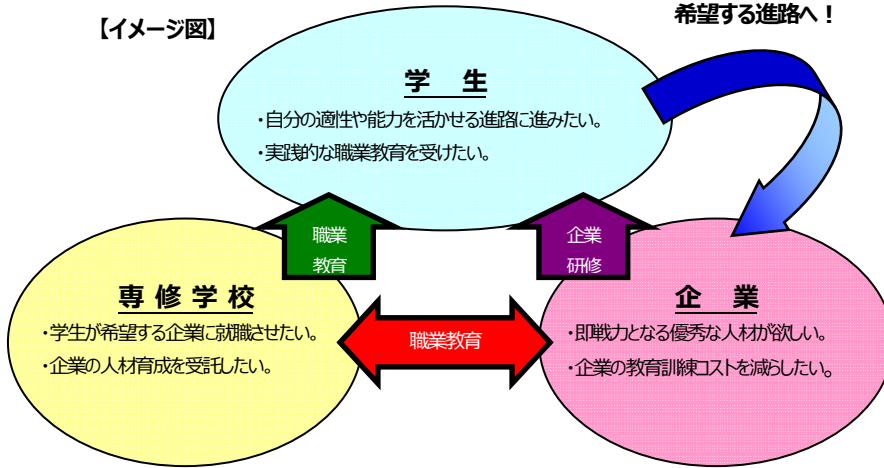 【イメージ図】
希望する進路へ！
学　生
・自分の適性や能力を活かせる進路に進みたい。
・実践的な職業教育を受けたい。
職業
教育
企業
研修
専修学校
・学生が希望する企業に就職させたい。
・企業の人材育成を受託したい。
職業教育
企　業
・即戦力となる優秀な人材が欲しい。
・企業の教育訓練コストを減らしたい。